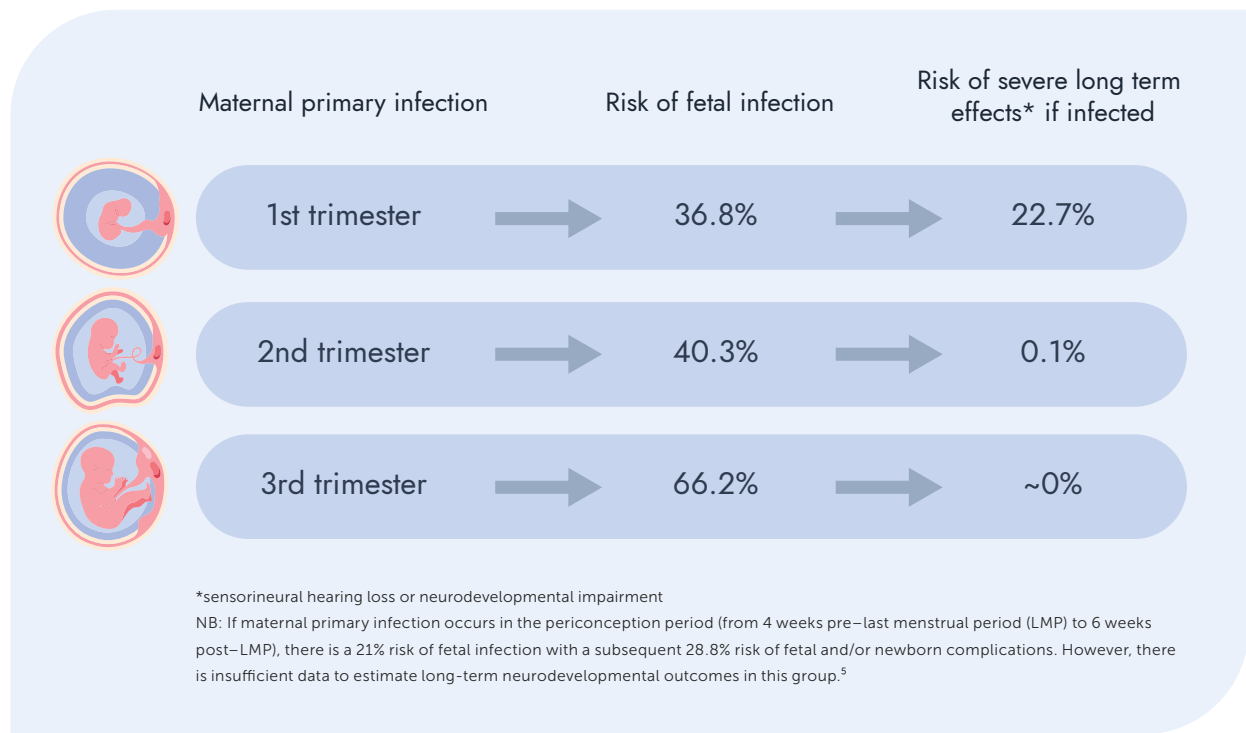 Maternal primary infection
Risk of fetal infection
Risk of severe long term
effects* if infected
1st trimester
36.8%
22.7%
2nd trimester
40.3%
0.1%
3rd trimester
66.2%
~0%
*sensorineural hearing loss or neurodevelopmental impairment
NB: If maternal primary infection occurs in the periconception period (from 4 weeks pre–last menstrual period (LMP) to 6 weeks
post–LMP), there is a 21% risk of fetal infection with a subsequent 28.8% risk of fetal and/or newborn complications. However, there
is insufficient data to estimate long-term neurodevelopmental outcomes in this group.⁵